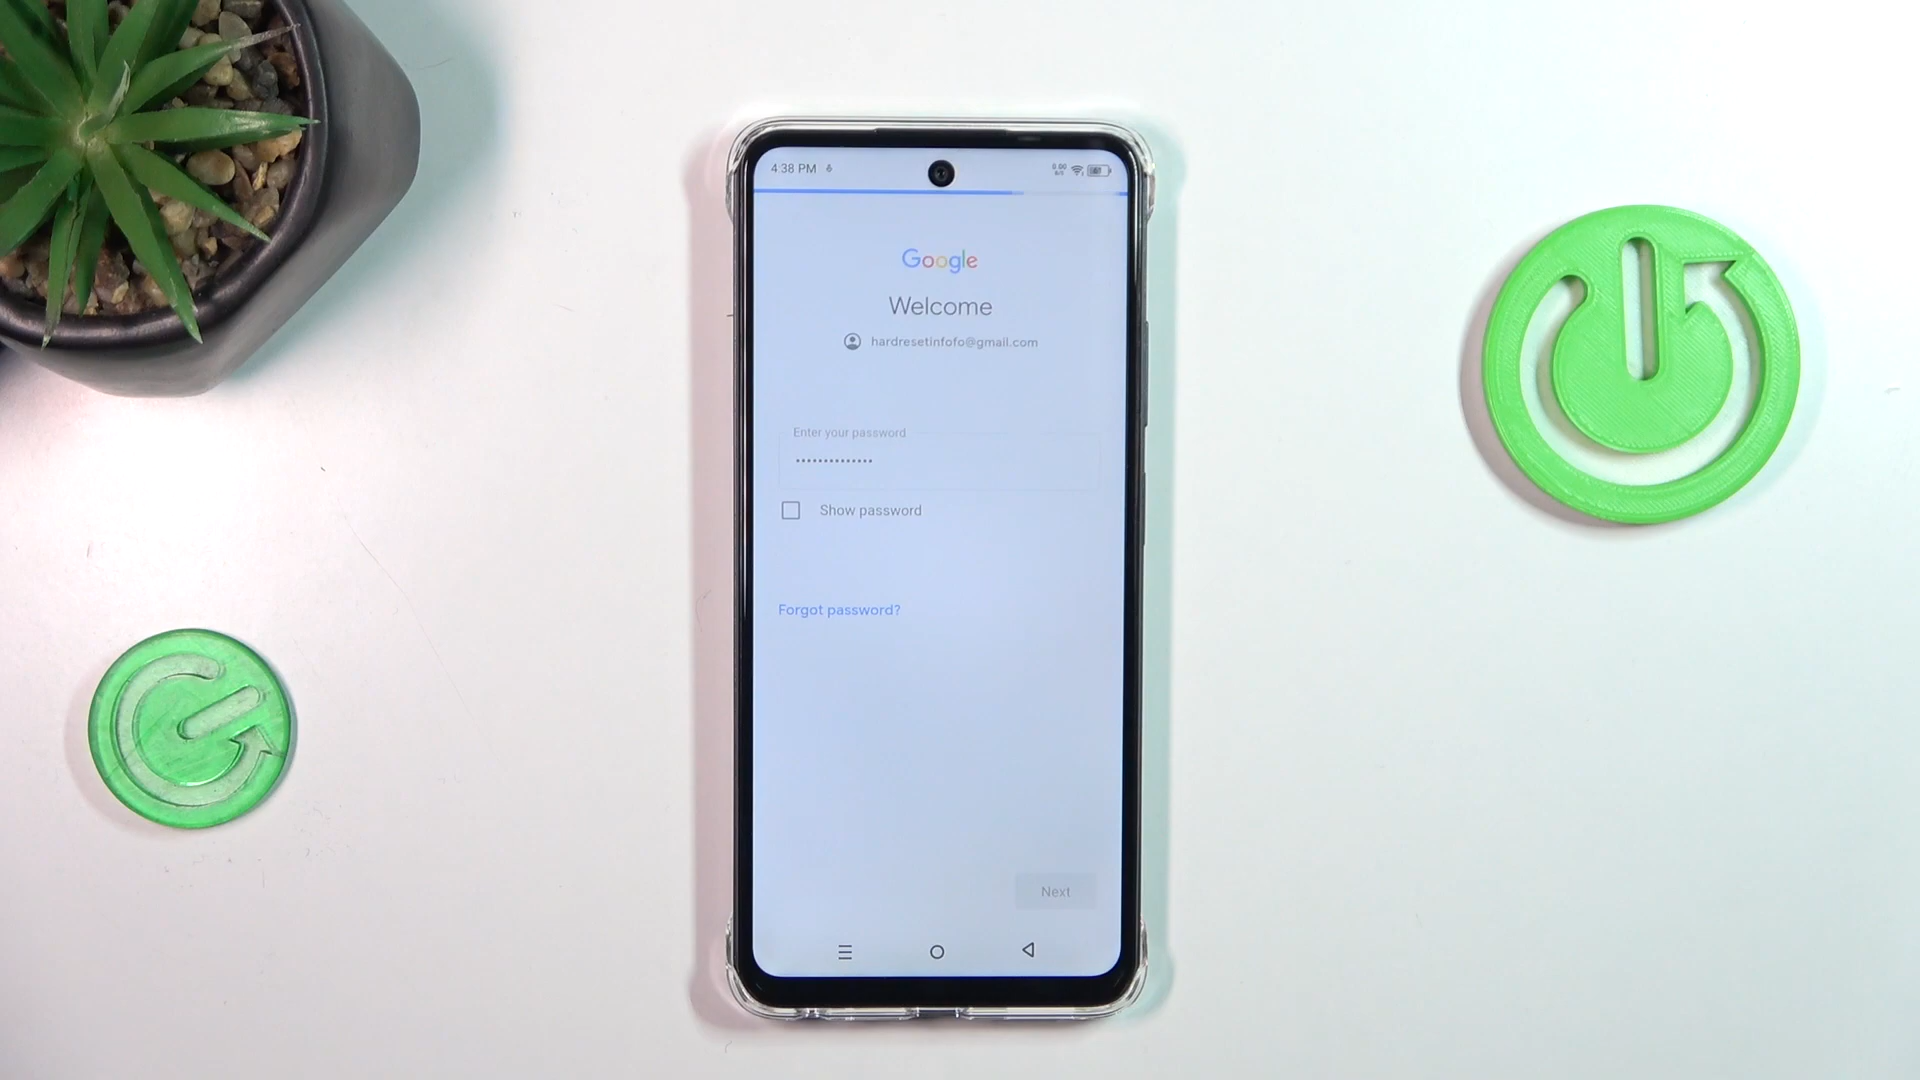 4:38 PM
Google
Welcome
hardresetinfofo@gmail.com
Enter your password
••••••••••••••
Show password
Forgot password?
Next